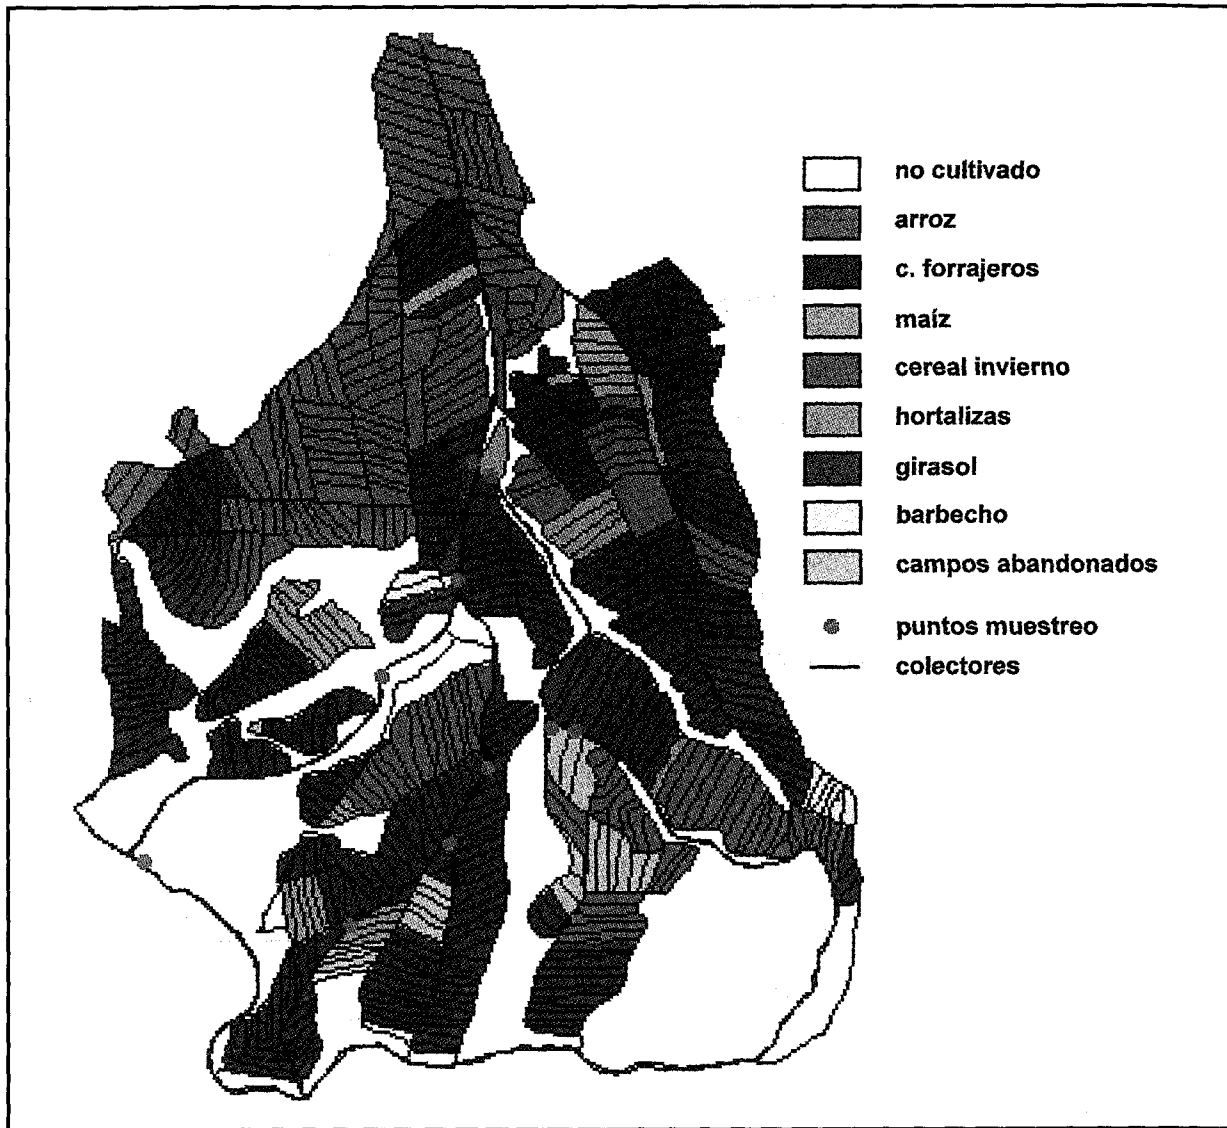 no cultivado
arroz
c. forrajeros
maíz
cereal invierno
hortalizas
girasol
barbecho
campos abandonados
puntos muestreo
colectores